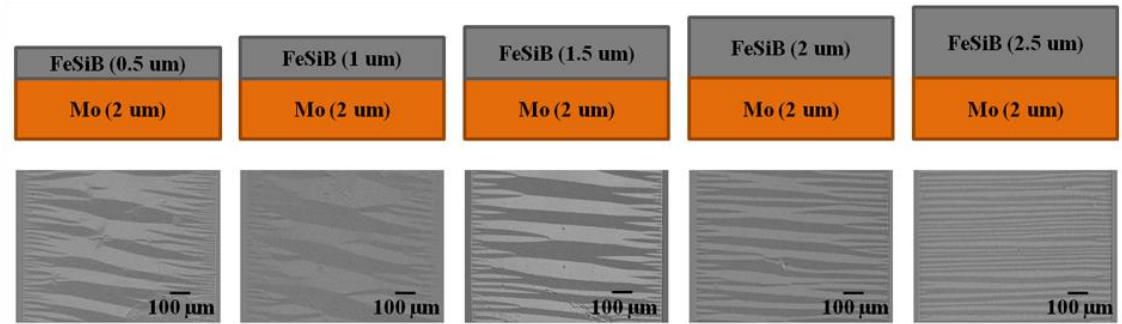 FeSiB (0.5 um)
FeSiB (1 um)
FeSiB (1.5 um)
FeSiB (2 um)
FeSiB (2.5 um)
Mo (2 um)
Mo (2 um)
Mo (2 um)
Mo (2 um)
Mo (2 um)
100 μm
100 μm
100 μm
100 μm
100 μm